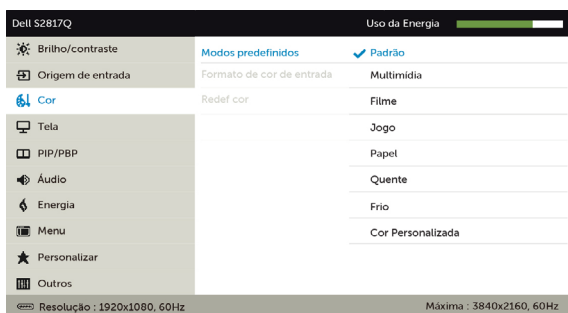 Dell S2817Q Uso da Energia
Brilho/contraste Modos predefinidos Padrão
Origem de entrada Formato de cor de entrada Multimídia
Cor Redef cor Filme
Tela Jogo
PIP/PBP Papel
Áudio Quente
Energia Frio
Menu Cor Personalizada
Personalizar
Outros
Resolução : 1920x1080, 60Hz Máxima : 3840x2160, 60Hz